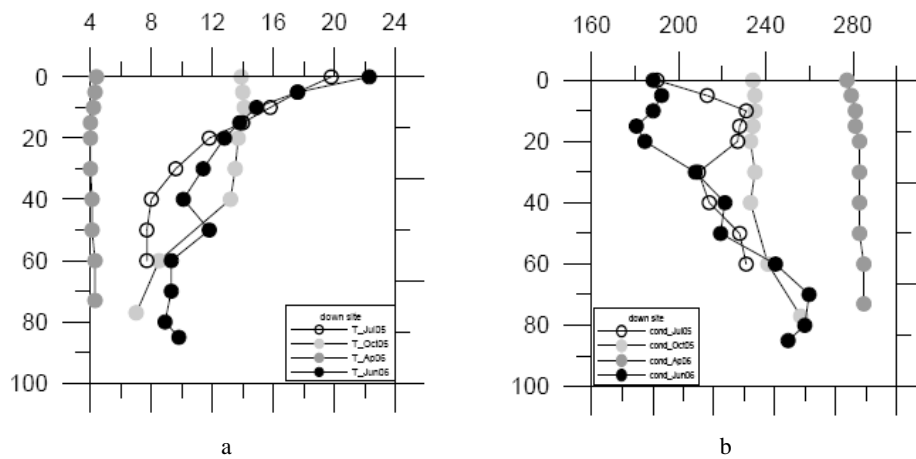 4 8 12 16 20 24
0
20
40
60
80
100
down site
T_Jul05
T_Oct05
T_Ap06
T_Jun06
a
160 200 240 280
0
20
40
60
80
100
down site
cond_Jul05
cond_Oct05
cond_Ap06
cond_Jun06
b